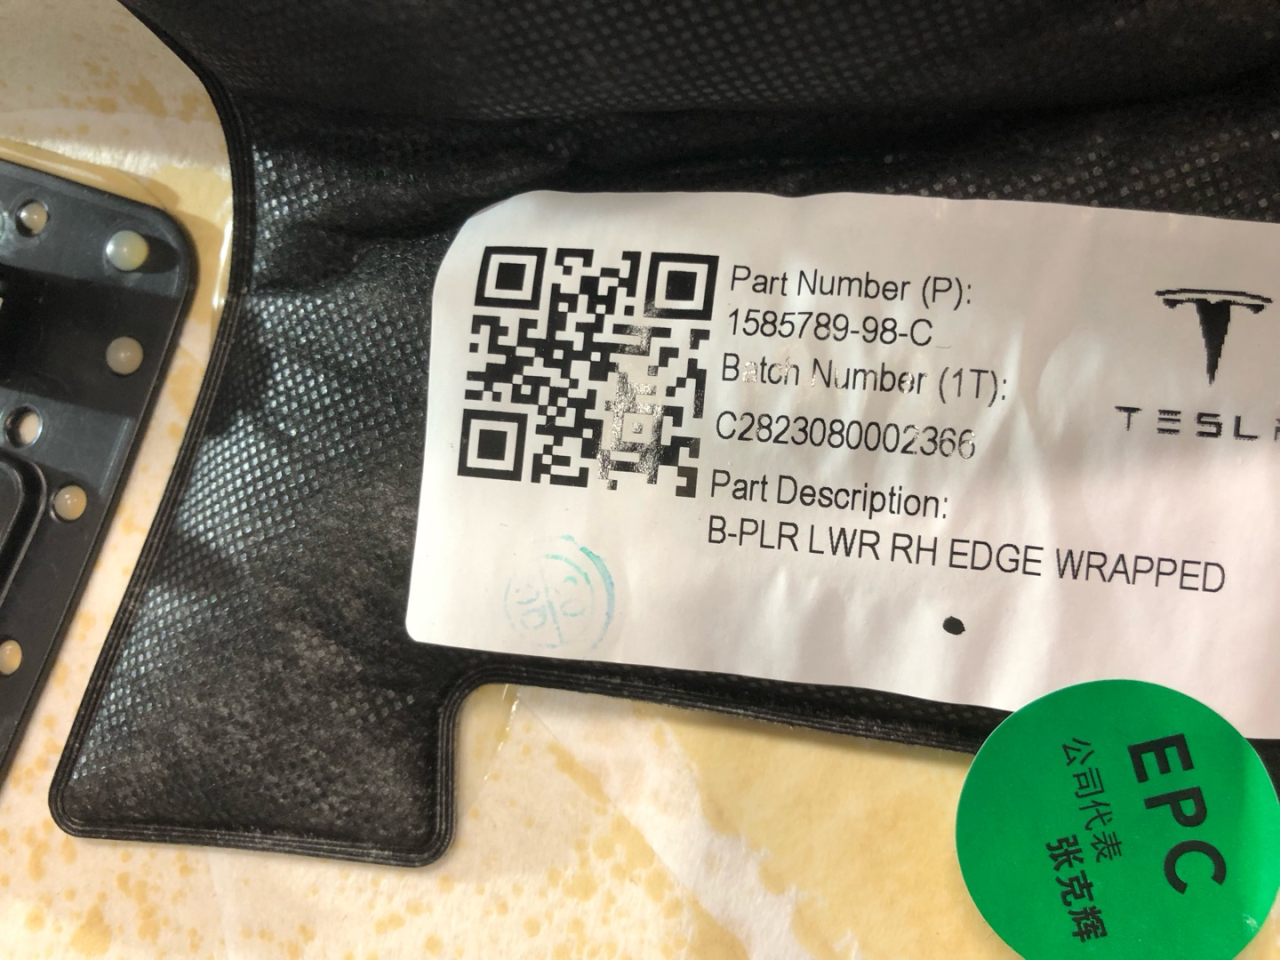 Part Number (P):
1585789-98-C
Batch Number (1T):
C2823080002366
Part Description:
B-PLR LWR RH EDGE WRAPPED
TESLA
EPC
公司代表
张克辉